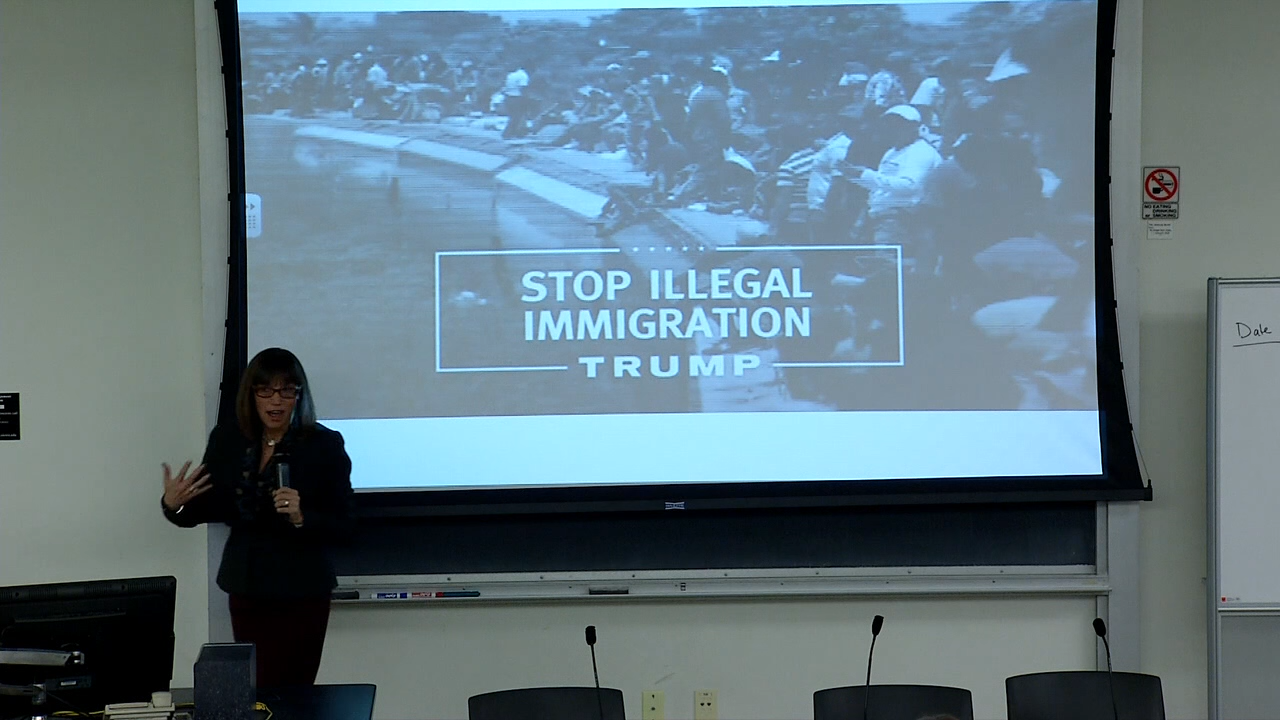 STOP ILLEGAL
IMMIGRATION
TRUMP
NO EATING
DRINKING
or SMOKING
Date